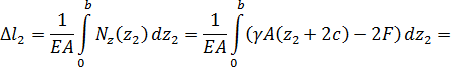 Δl₂ = 1/EA ∫₀ᵇ N_z(z₂) dz₂ = 1/EA ∫₀ᵇ (γA(z₂ + 2c) − 2F) dz₂ =